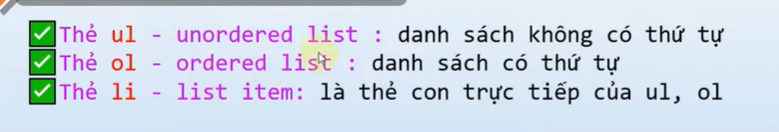 ✅Thẻ ul - unordered list : danh sách không có thứ tự
✅Thẻ ol - ordered list : danh sách có thứ tự
✅Thẻ li - list item: là thẻ con trực tiếp của ul, ol